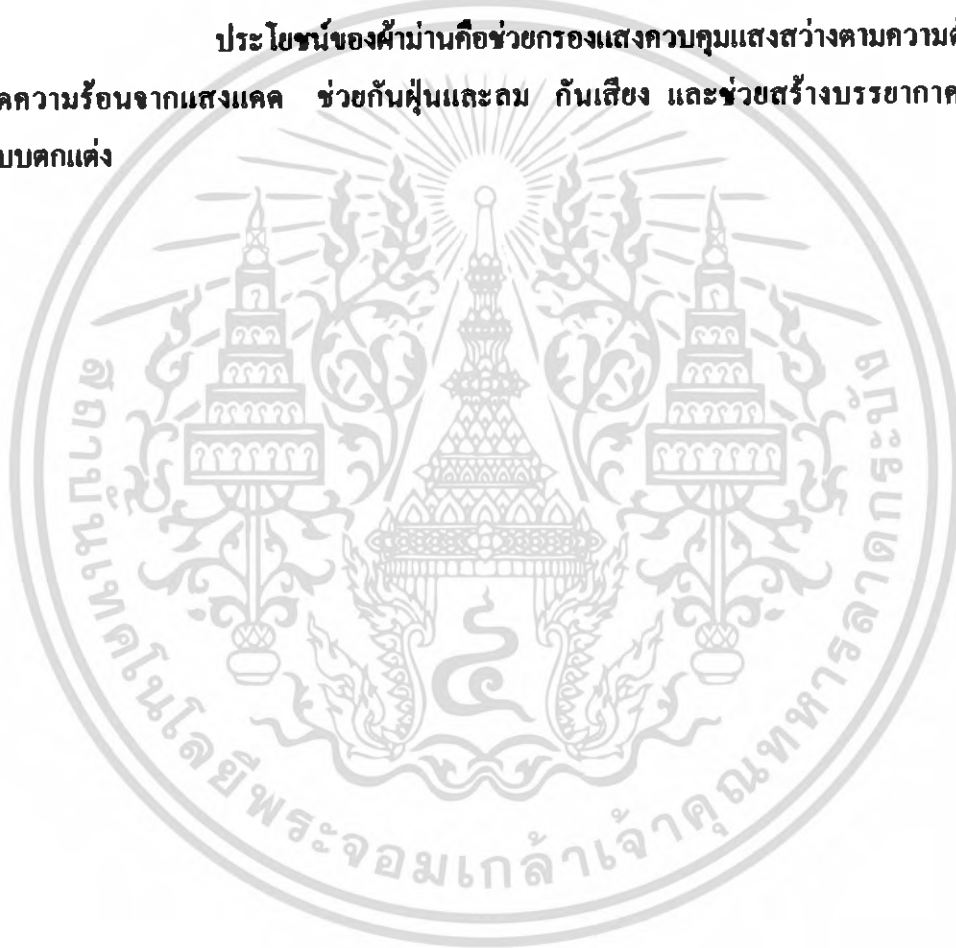 ประโยชน์ของผ้าม่านคือช่วยกรองแสงควบคุมแสงสว่างตามความ
ความร้อนจากแสงแดด ช่วยกันฝุ่นและลม กันเสียง และช่วยสร้างบรรยากาศ
บบตกแต่ง
สถาบันเทคโนโลยีพระจอมเกล้าเจ้าคุณทหารลาดกระบัง